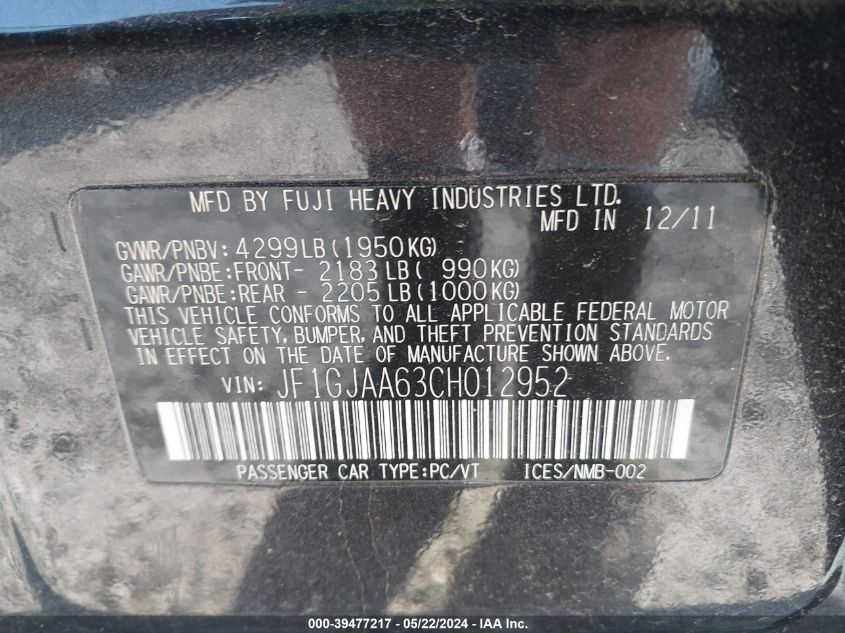 MFD BY FUJI HEAVY INDUSTRIES LTD.
MFD IN 12/11
GVWR/PNBV: 4299LB(1950KG)
GAWR/PNBE:FRONT- 2183LB( 990KG)
GAWR/PNBE:REAR - 2205LB(1000KG)
THIS VEHICLE CONFORMS TO ALL APPLICABLE FEDERAL MOTOR
VEHICLE SAFETY, BUMPER, AND THEFT PREVENTION STANDARDS
IN EFFECT ON THE DATE OF MANUFACTURE SHOWN ABOVE.
VIN: JF1GJAA63CH012952
PASSENGER CAR TYPE:PC/VT ICES/NMB-002
000-39477217 - 05/22/2024 - IAAI.COM